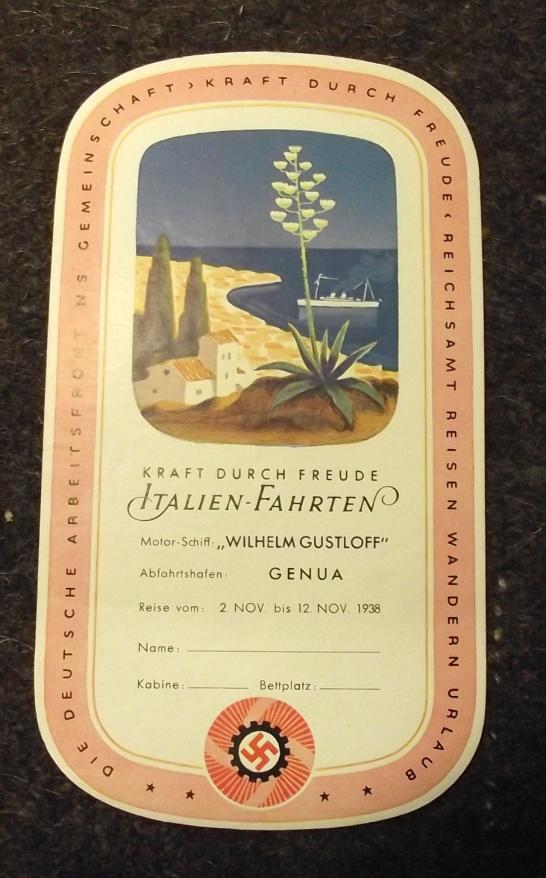 DIE DEUTSCHE ARBEITSFRONT NS GEMEINSCHAFT › KRAFT DURCH FREUDE ‹ REICHSAMT REISEN WANDERN URLAUB
KRAFT DURCH FREUDE
ITALIEN-FAHRTEN
Motor-Schiff: „WILHELM GUSTLOFF"
Abfahrtshafen: GENUA
Reise vom: 2. NOV. bis 12. NOV. 1938
Name:
Kabine: Bettplatz: